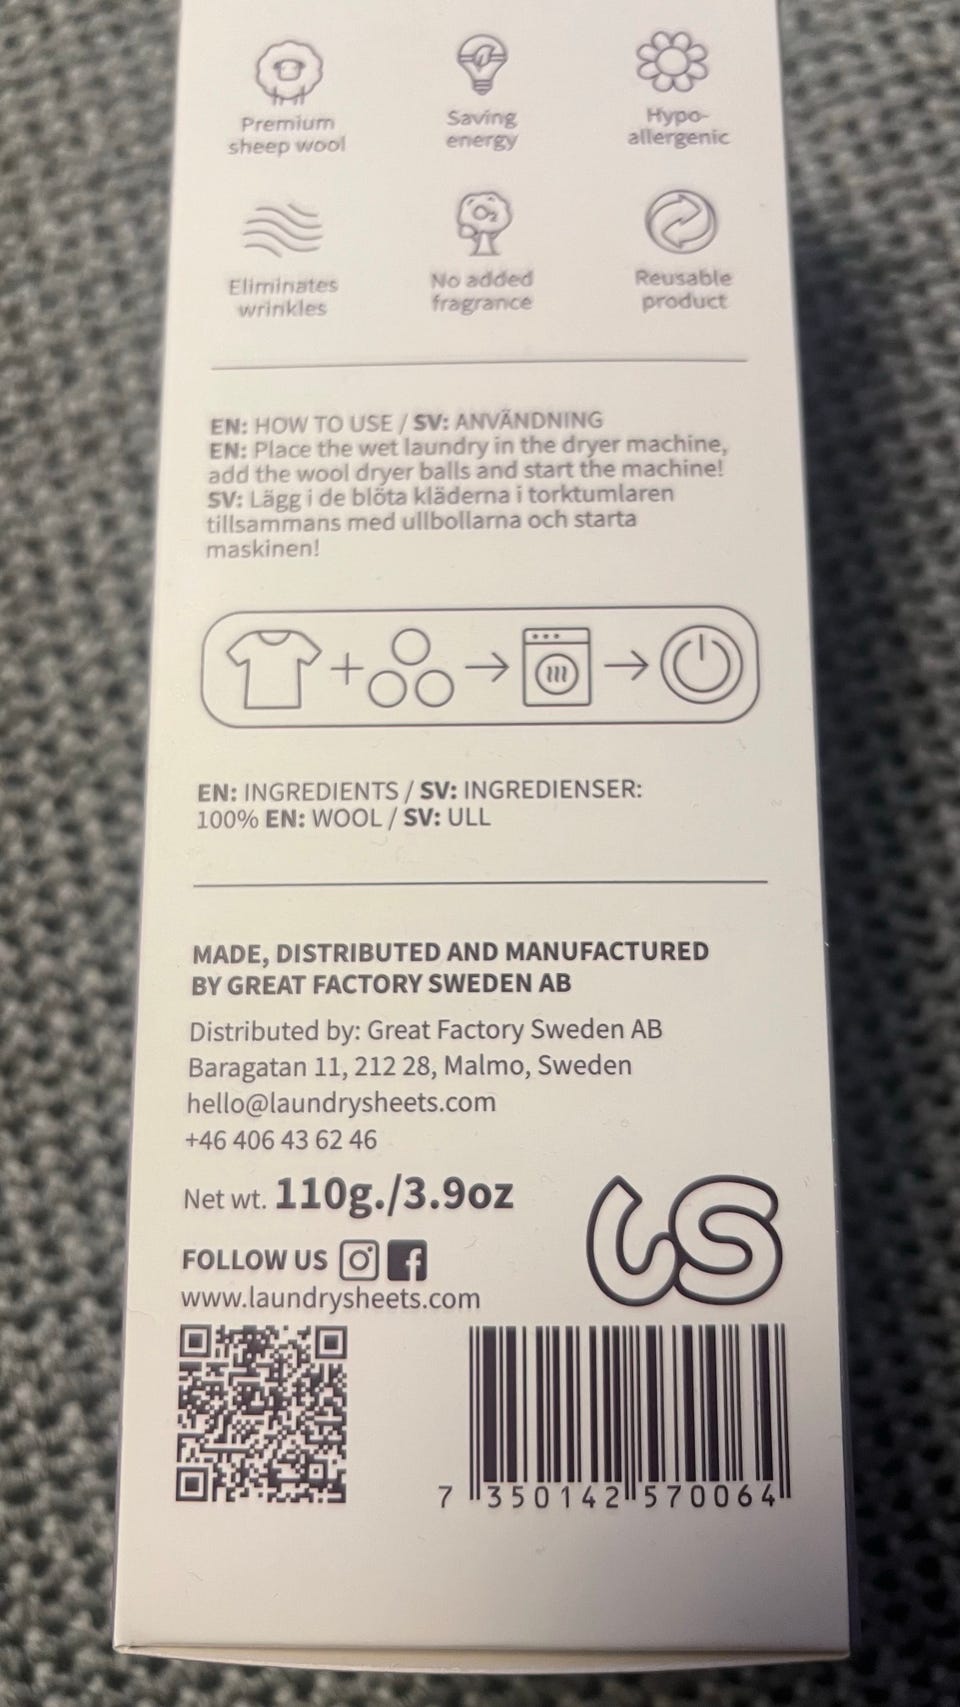 Premium
sheep wool
Saving
energy
Hypo-
allergenic
Eliminates
wrinkles
O₂
No added
fragrance
Reusable
product
EN: HOW TO USE / SV: ANVÄNDNING
EN: Place the wet laundry in the dryer machine,
add the wool dryer balls and start the machine!
SV: Lägg i de blöta kläderna i torktumlaren
tillsammans med ullbollarna och starta
maskinen!
EN: INGREDIENTS / SV: INGREDIENSER:
100% EN: WOOL / SV: ULL
MADE, DISTRIBUTED AND MANUFACTURED
BY GREAT FACTORY SWEDEN AB
Distributed by: Great Factory Sweden AB
Baragatan 11, 212 28, Malmo, Sweden
hello@laundrysheets.com
+46 406 43 62 46
Net wt. 110g./3.9oz
LS
FOLLOW US
www.laundrysheets.com
7 350142 570064